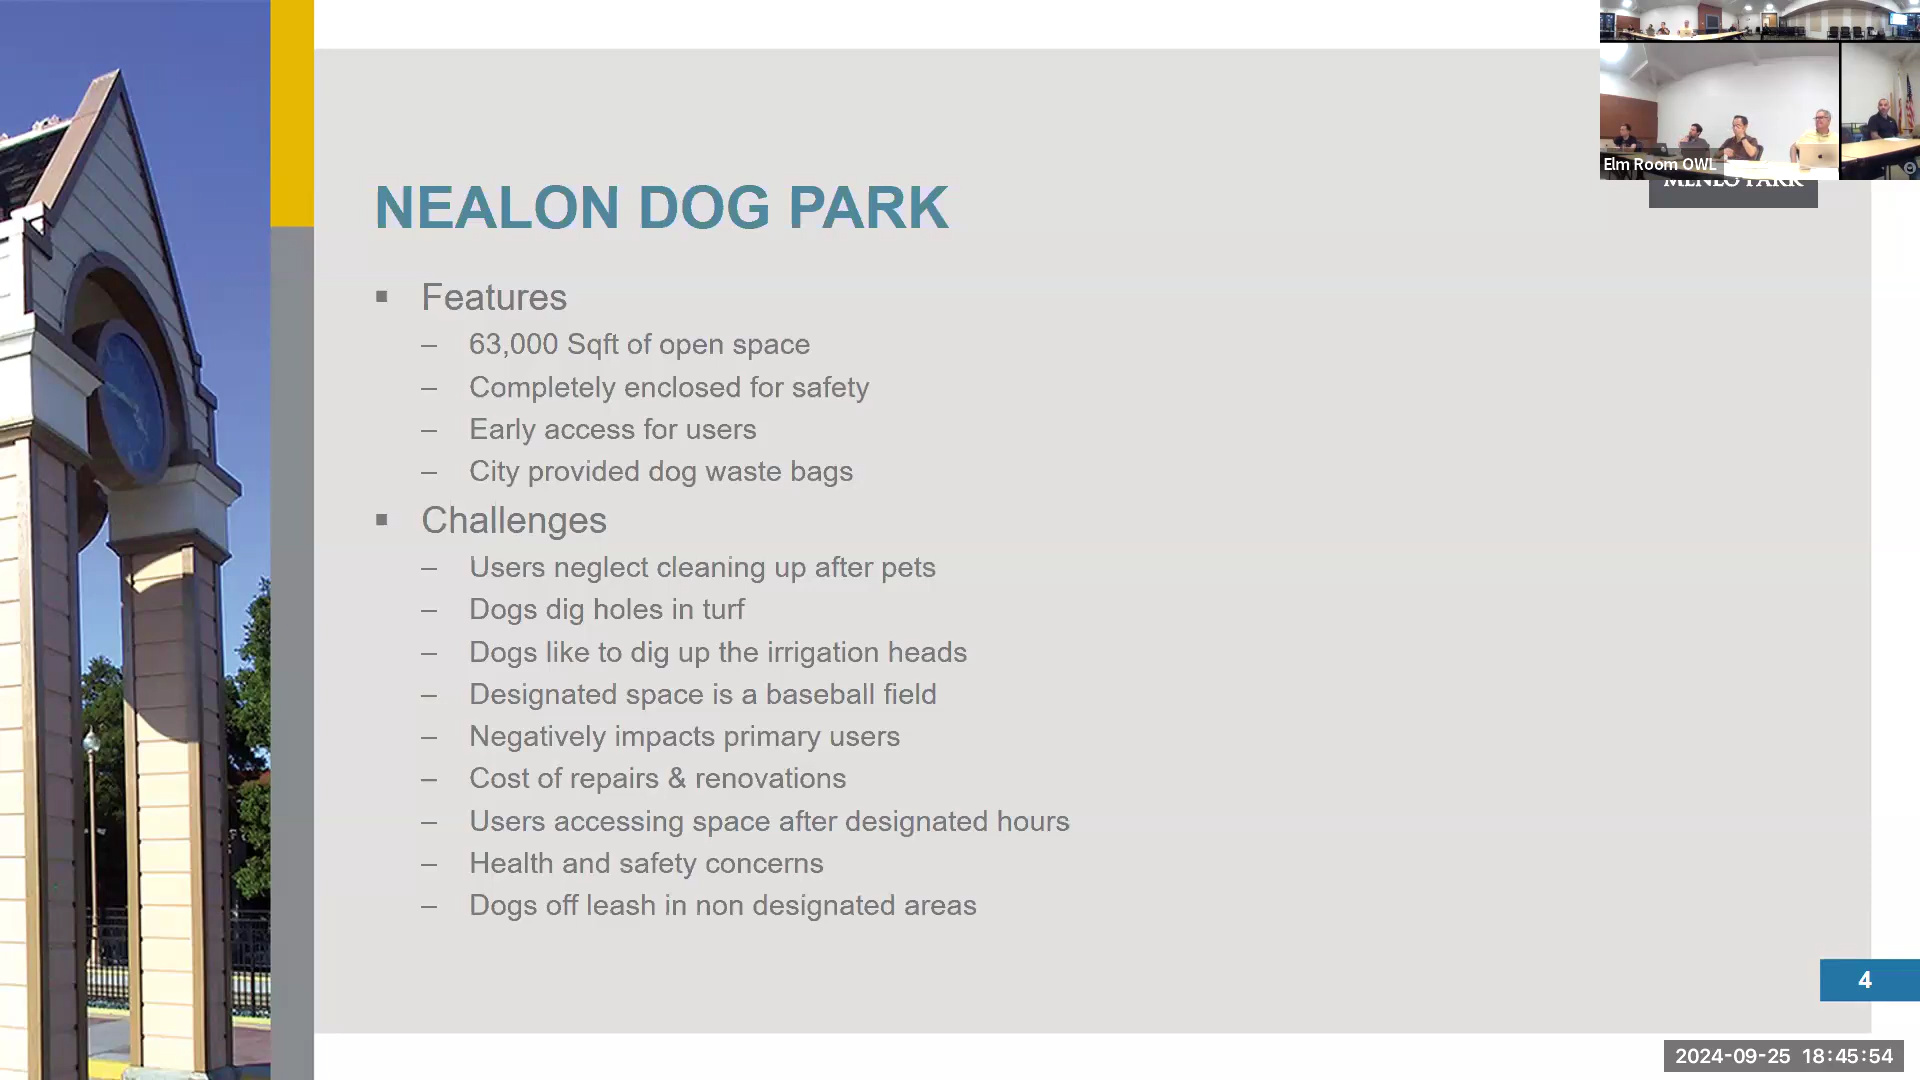 Elm Room OWL
MENLO PARK
NEALON DOG PARK
▪ Features
– 63,000 Sqft of open space
– Completely enclosed for safety
– Early access for users
– City provided dog waste bags
▪ Challenges
– Users neglect cleaning up after pets
– Dogs dig holes in turf
– Dogs like to dig up the irrigation heads
– Designated space is a baseball field
– Negatively impacts primary users
– Cost of repairs & renovations
– Users accessing space after designated hours
– Health and safety concerns
– Dogs off leash in non designated areas
4
2024-09-25 18:45:54